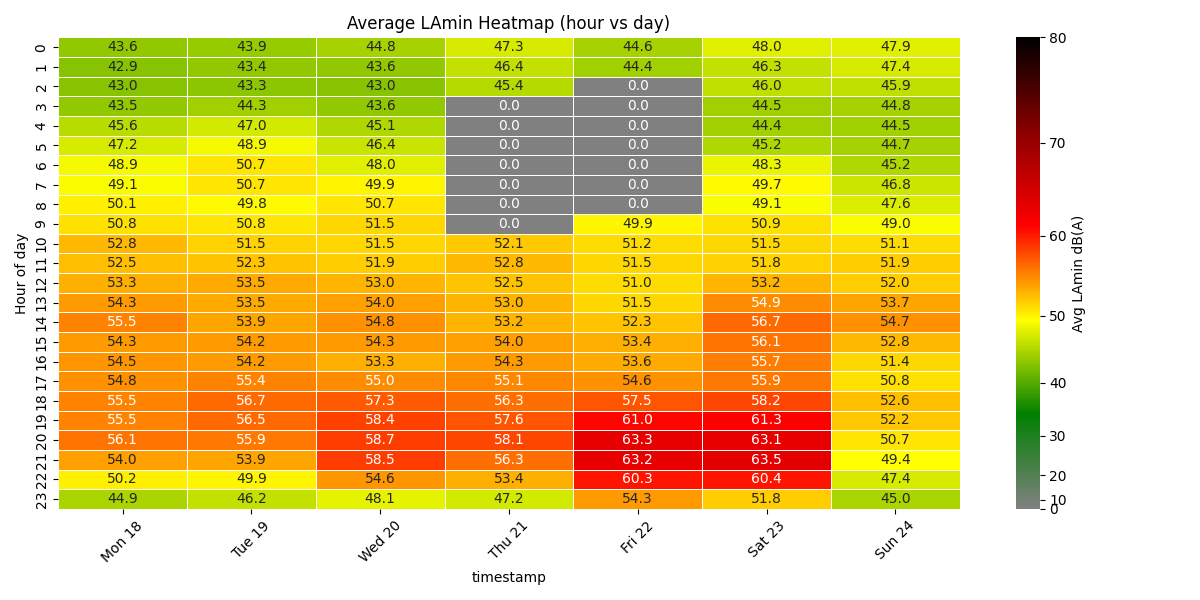 Average LAmin Heatmap (hour vs day)
0 43.6 43.9 44.8 47.3 44.6 48.0 47.9
1 42.9 43.4 43.6 46.4 44.4 46.3 47.4
2 43.0 43.3 43.0 45.4 0.0 46.0 45.9
3 43.5 44.3 43.6 0.0 0.0 44.5 44.8
4 45.6 47.0 45.1 0.0 0.0 44.4 44.5
5 47.2 48.9 46.4 0.0 0.0 45.2 44.7
6 48.9 50.7 48.0 0.0 0.0 48.3 45.2
7 49.1 50.7 49.9 0.0 0.0 49.7 46.8
8 50.1 49.8 50.7 0.0 0.0 49.1 47.6
9 50.8 50.8 51.5 0.0 49.9 50.9 49.0
10 52.8 51.5 51.5 52.1 51.2 51.5 51.1
11 52.5 52.3 51.9 52.8 51.5 51.8 51.9
12 53.3 53.5 53.0 52.5 51.0 53.2 52.0
13 54.3 53.5 54.0 53.0 51.5 54.9 53.7
14 55.5 53.9 54.8 53.2 52.3 56.7 54.7
15 54.3 54.2 54.3 54.0 53.4 56.1 52.8
16 54.5 54.2 53.3 54.3 53.6 55.7 51.4
17 54.8 55.4 55.0 55.1 54.6 55.9 50.8
18 55.5 56.7 57.3 56.3 57.5 58.2 52.6
19 55.5 56.5 58.4 57.6 61.0 61.3 52.2
20 56.1 55.9 58.7 58.1 63.3 63.1 50.7
21 54.0 53.9 58.5 56.3 63.2 63.5 49.4
22 50.2 49.9 54.6 53.4 60.3 60.4 47.4
23 44.9 46.2 48.1 47.2 54.3 51.8 45.0
Hour of day
Mon 18 Tue 19 Wed 20 Thu 21 Fri 22 Sat 23 Sun 24
timestamp
80
70
60
50
40
30
20
10
0
Avg LAmin dB(A)